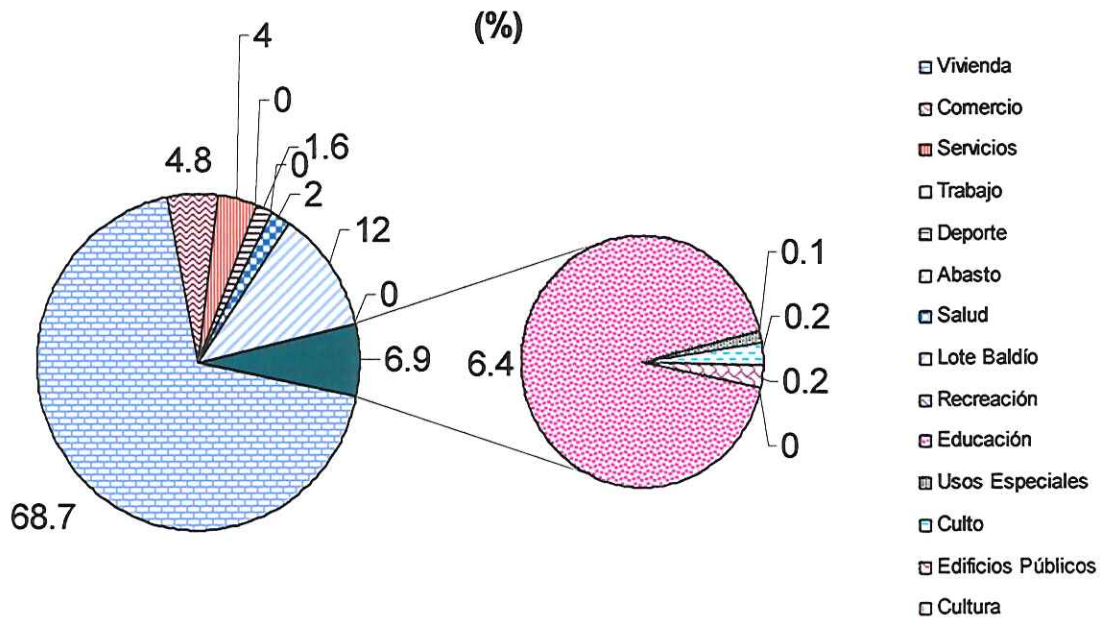 (%)
4
0
1.6
0
4.8
2
12
0
6.9
68.7
6.4
0.1
0.2
0.2
0
Vivienda
Comercio
Servicios
Trabajo
Deporte
Abasto
Salud
Lote Baldío
Recreación
Educación
Usos Especiales
Culto
Edificios Públicos
Cultura